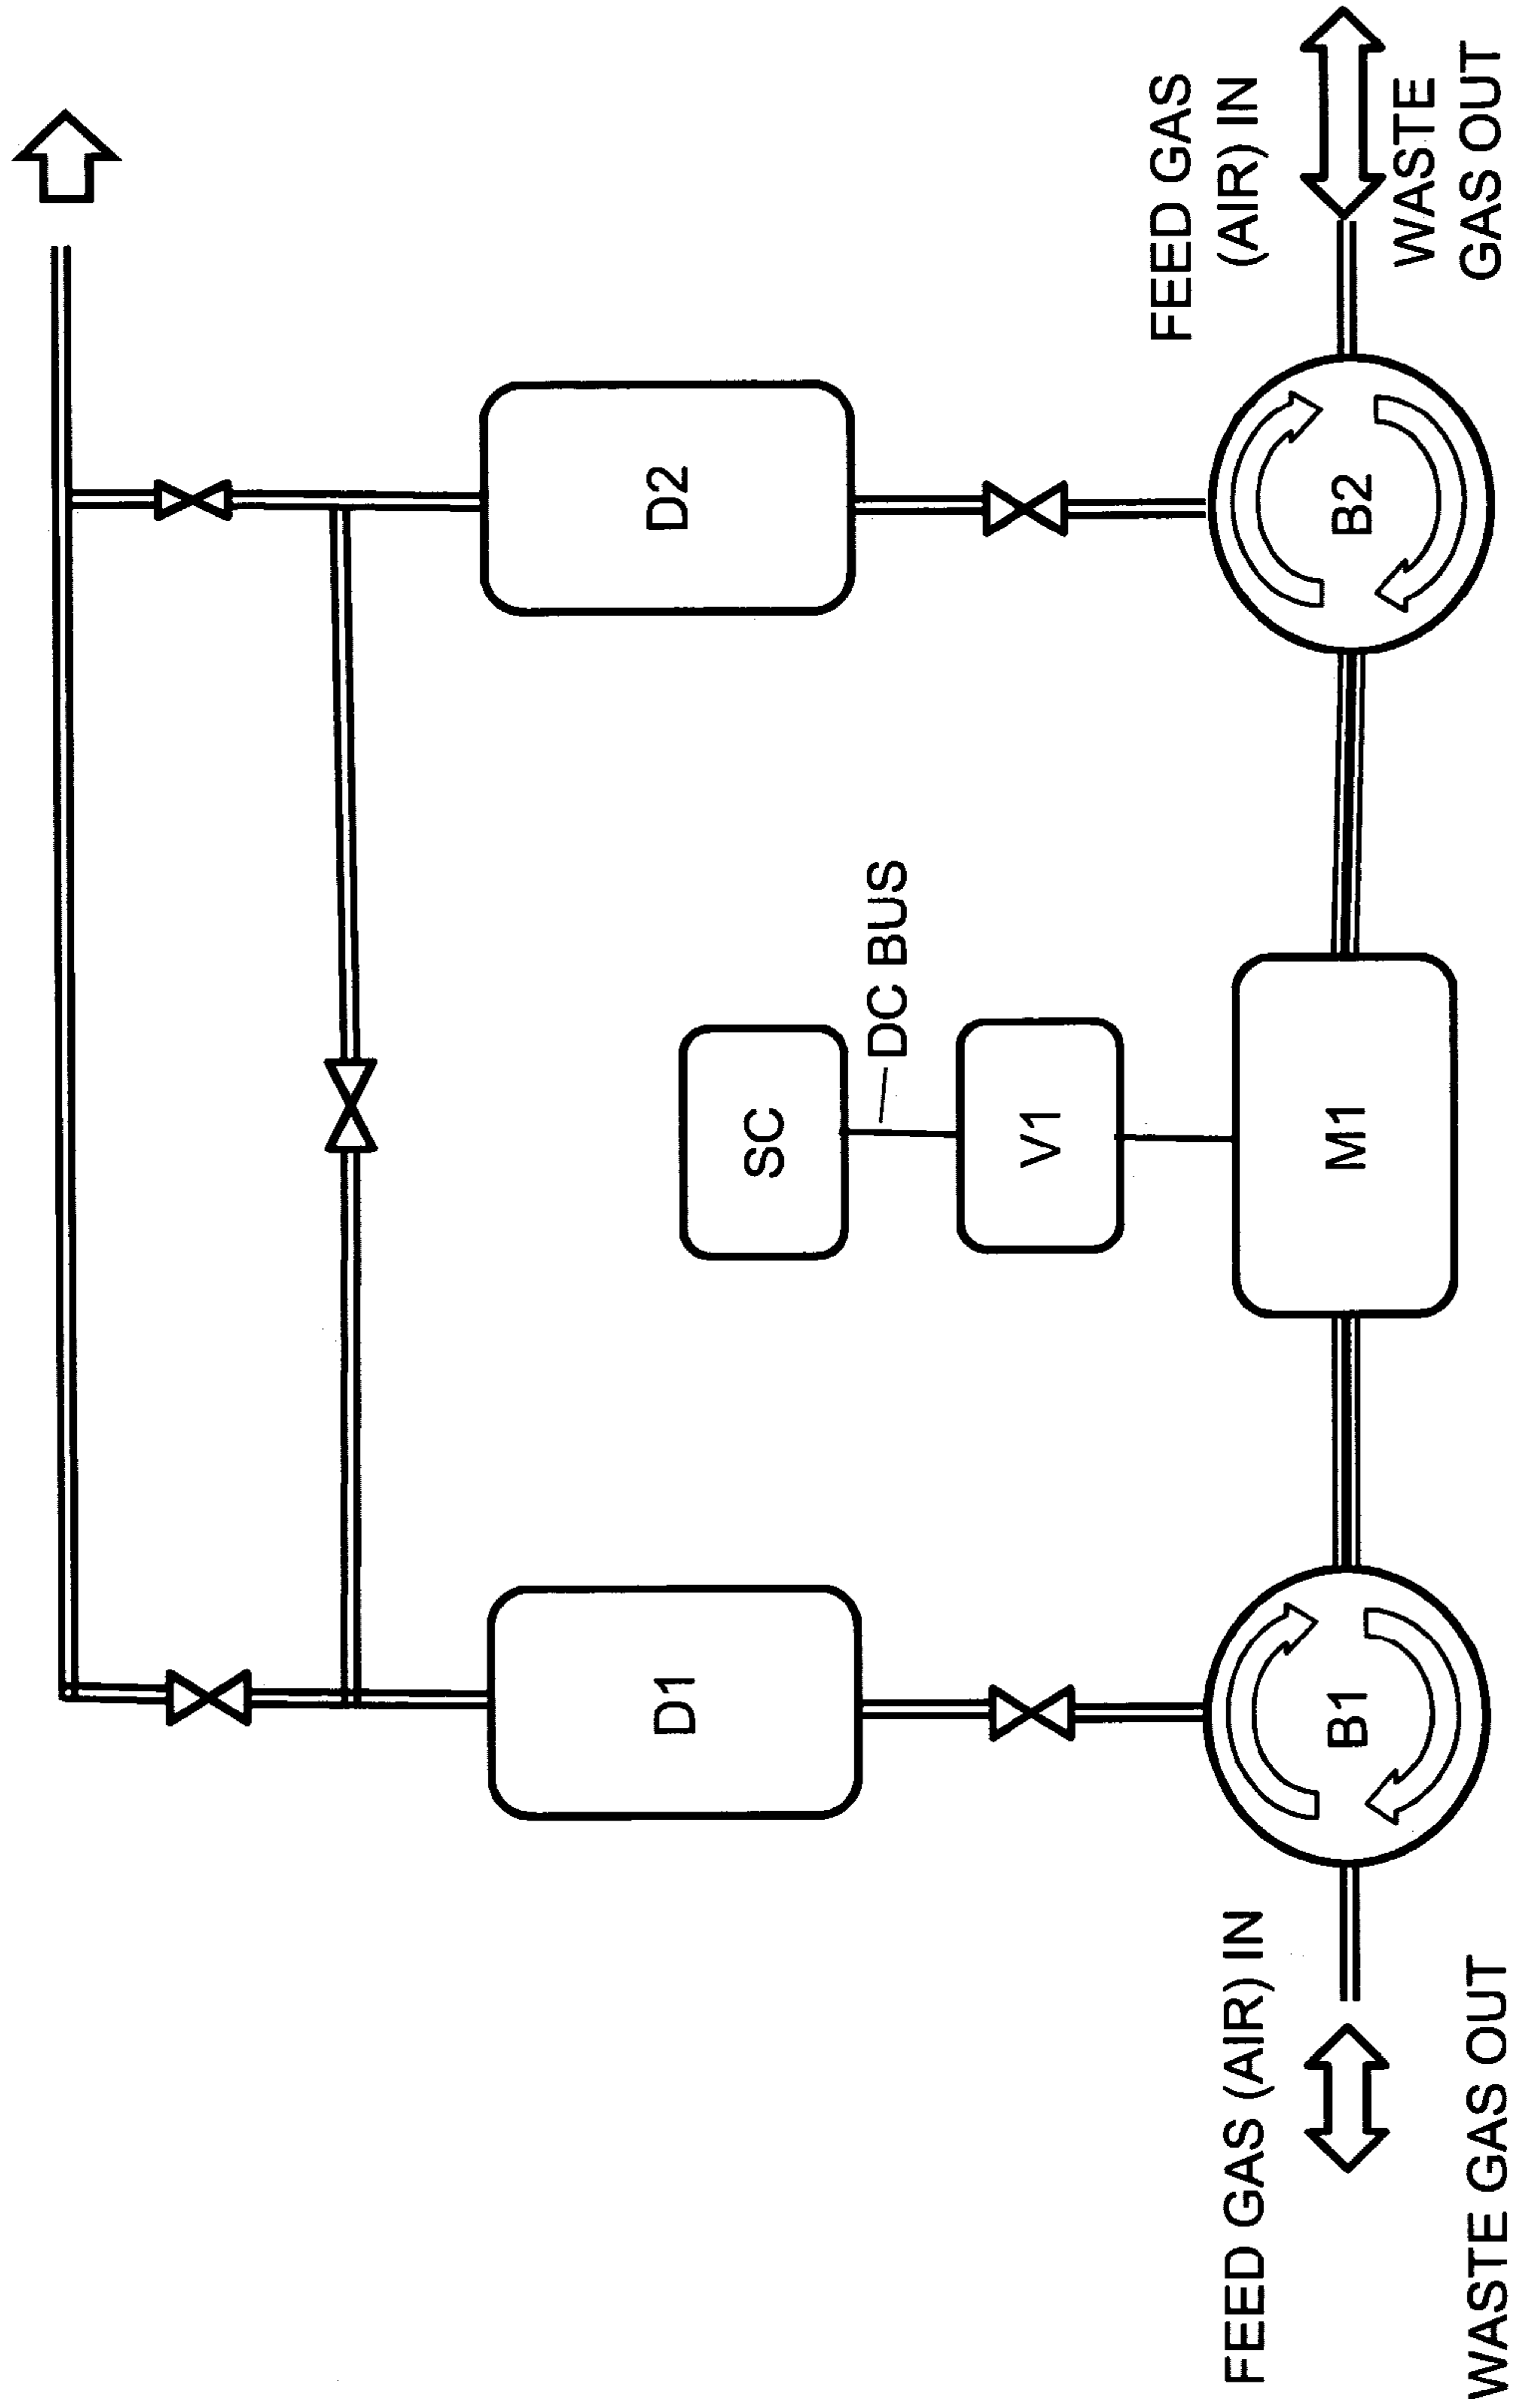 D1
D2
SC
DC BUS
V1
M1
B1
B2
FEED GAS (AIR) IN
WASTE GAS OUT
FEED GAS
(AIR) IN
WASTE
GAS OUT